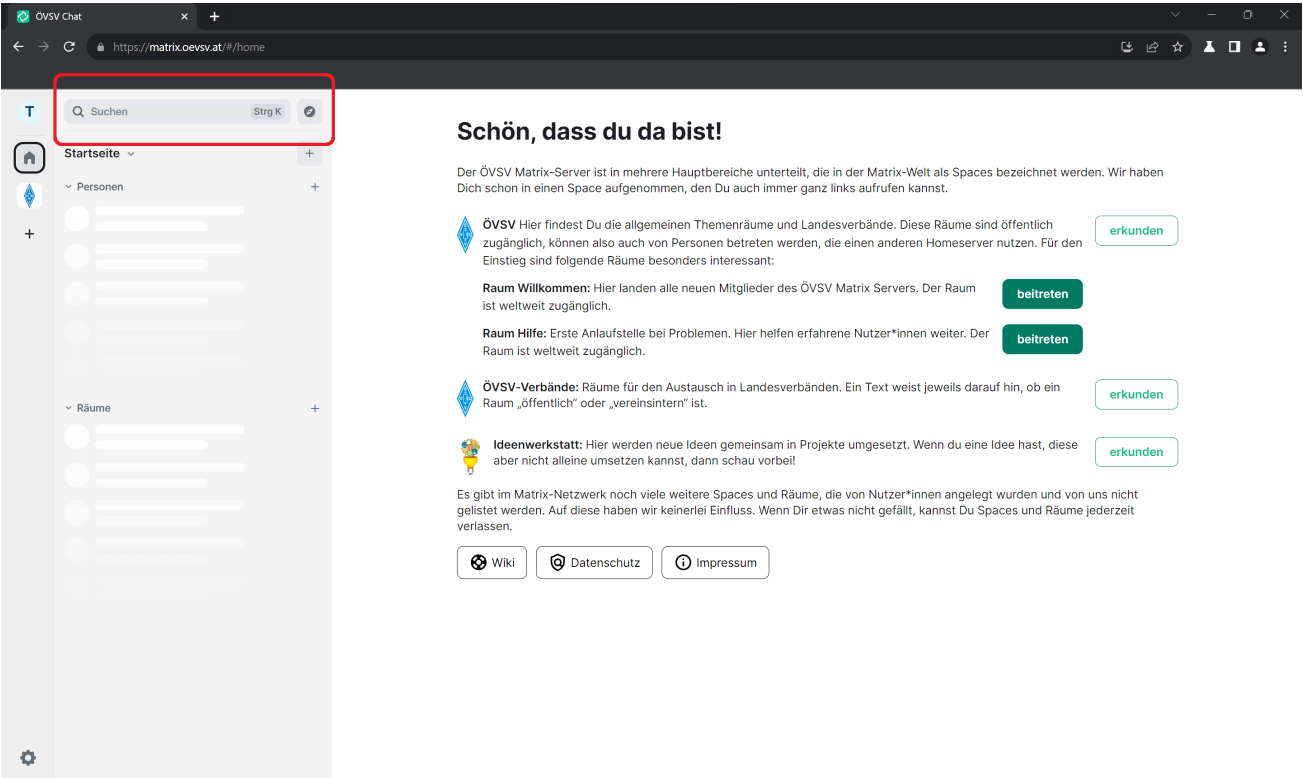 ÖVSV Chat
https://matrix.oevsv.at/#/home
T
Suchen Strg K
Startseite
Personen
Räume
Schön, dass du da bist!
Der ÖVSV Matrix-Server ist in mehrere Hauptbereiche unterteilt, die in der Matrix-Welt als Spaces bezeichnet werden. Wir haben
Dich schon in einen Space aufgenommen, den Du auch immer ganz links aufrufen kannst.
ÖVSV Hier findest Du die allgemeinen Themenräume und Landesverbände. Diese Räume sind öffentlich
zugänglich, können also auch von Personen betreten werden, die einen anderen Homeserver nutzen. Für den
Einstieg sind folgende Räume besonders interessant:
erkunden
Raum Willkommen: Hier landen alle neuen Mitglieder des ÖVSV Matrix Servers. Der Raum
ist weltweit zugänglich.
beitreten
Raum Hilfe: Erste Anlaufstelle bei Problemen. Hier helfen erfahrene Nutzer*innen weiter. Der
Raum ist weltweit zugänglich.
beitreten
ÖVSV-Verbände: Räume für den Austausch in Landesverbänden. Ein Text weist jeweils darauf hin, ob ein
Raum „öffentlich" oder „vereinsintern" ist.
erkunden
Ideenwerkstatt: Hier werden neue Ideen gemeinsam in Projekte umgesetzt. Wenn du eine Idee hast, diese
aber nicht alleine umsetzen kannst, dann schau vorbei!
erkunden
Es gibt im Matrix-Netzwerk noch viele weitere Spaces und Räume, die von Nutzer*innen angelegt wurden und von uns nicht
gelistet werden. Auf diese haben wir keinerlei Einfluss. Wenn Dir etwas nicht gefällt, kannst Du Spaces und Räume jederzeit
verlassen.
Wiki
Datenschutz
Impressum